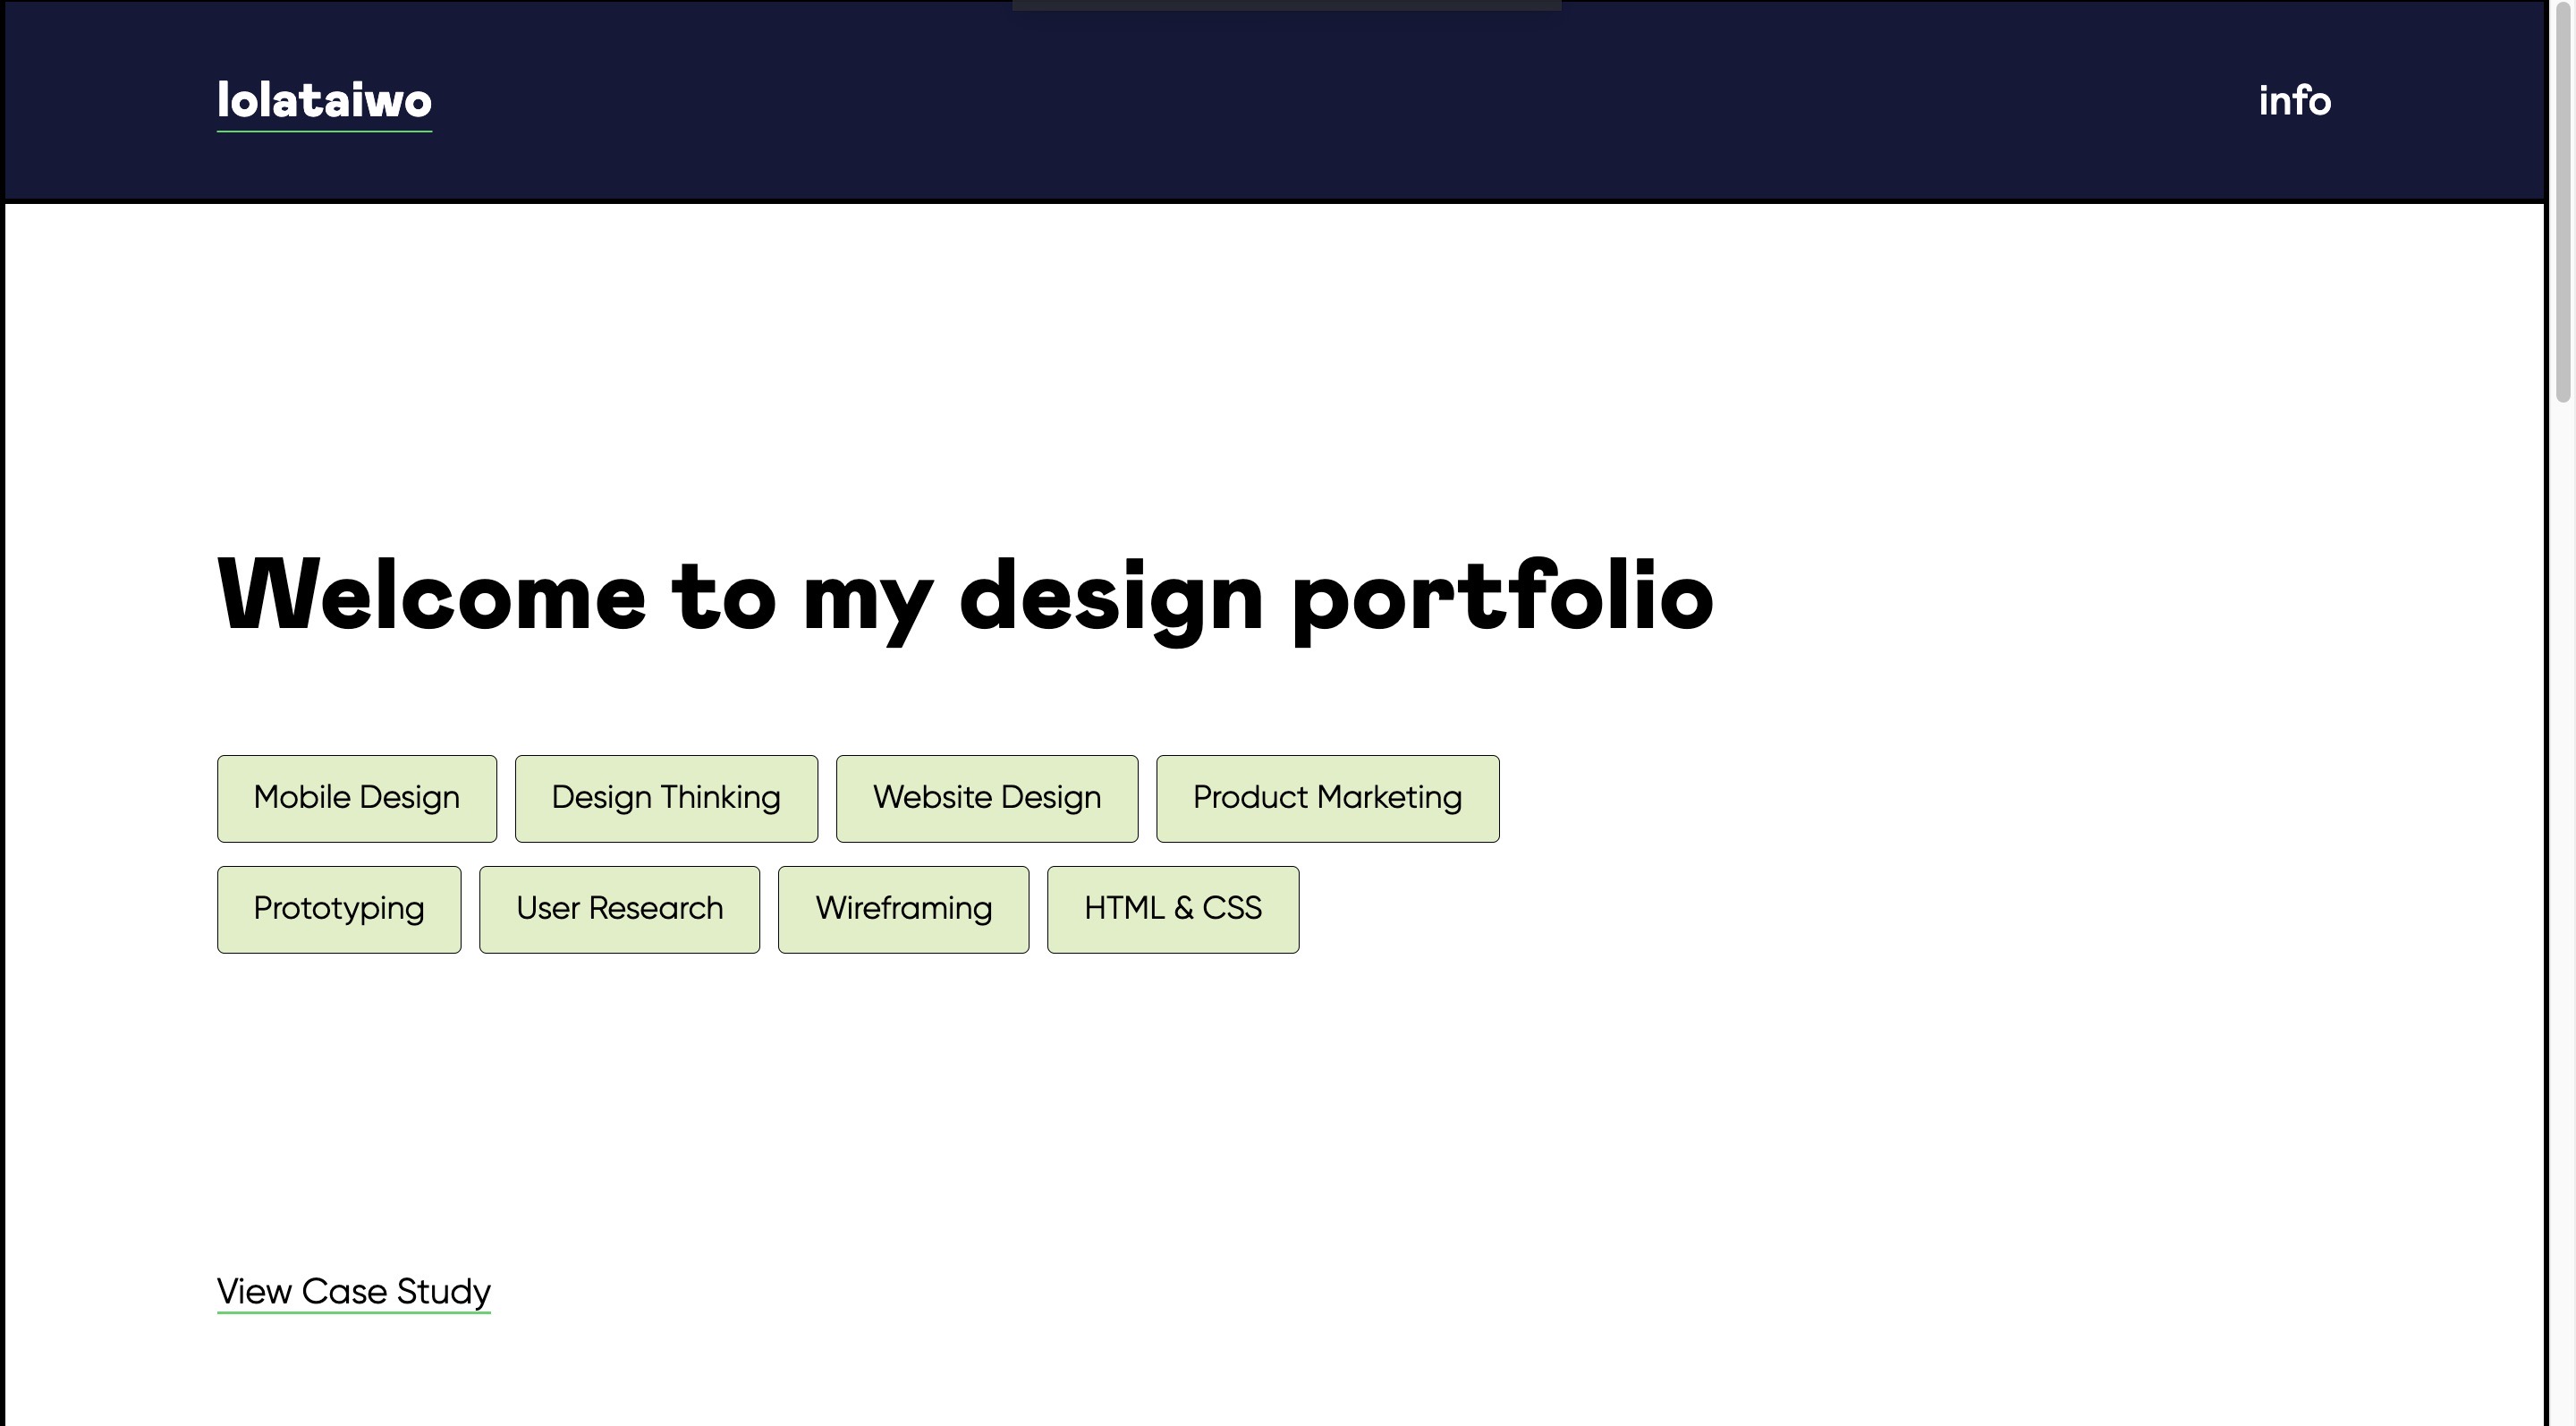 lolataiwo
info
Welcome to my design portfolio
Mobile Design
Design Thinking
Website Design
Product Marketing
Prototyping
User Research
Wireframing
HTML & CSS
View Case Study